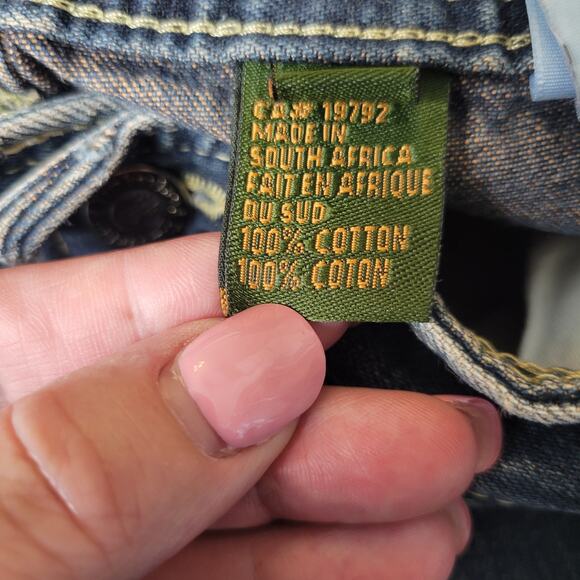 CA# 19792
MADE IN
SOUTH AFRICA
FAIT EN AFRIQUE
DU SUD
100% COTTON
100% COTON